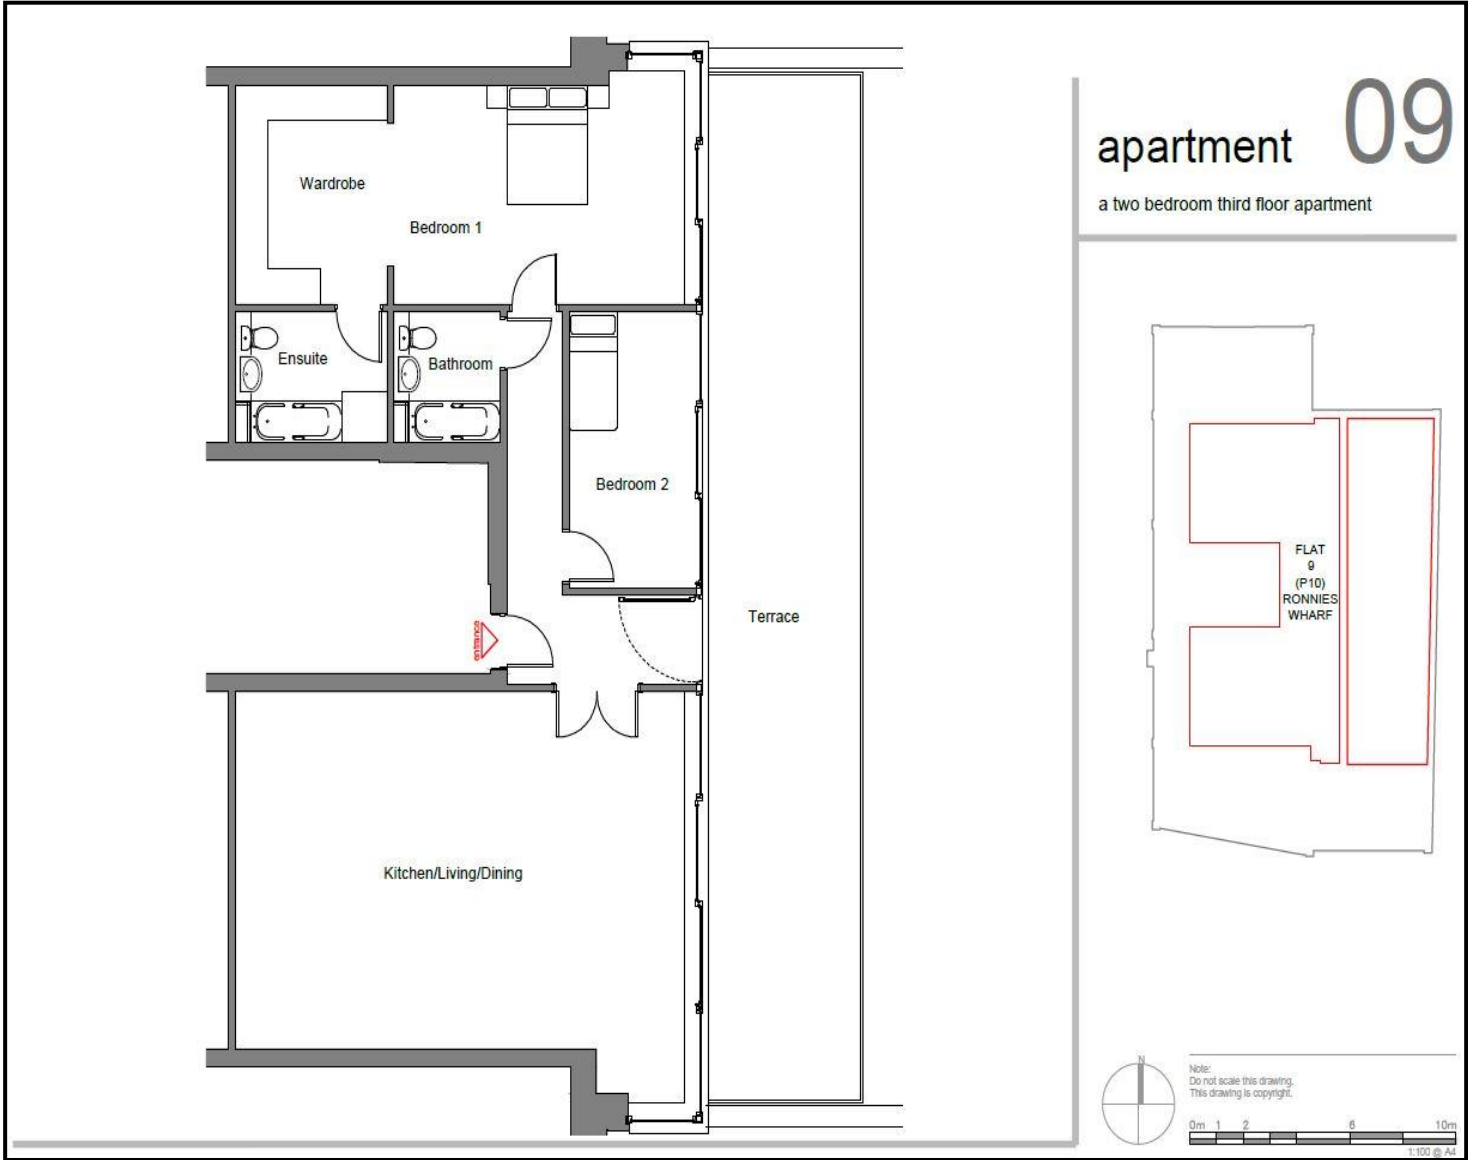 apartment 09
a two bedroom third floor apartment
Wardrobe
Bedroom 1
Ensuite
Bathroom
Bedroom 2
entrance
Terrace
Kitchen/Living/Dining
FLAT
9
(P10)
RONNIES
WHARF
N
Note:
Do not scale this drawing.
This drawing is copyright.
0m 1 2 6 10m
1:100 @ A4